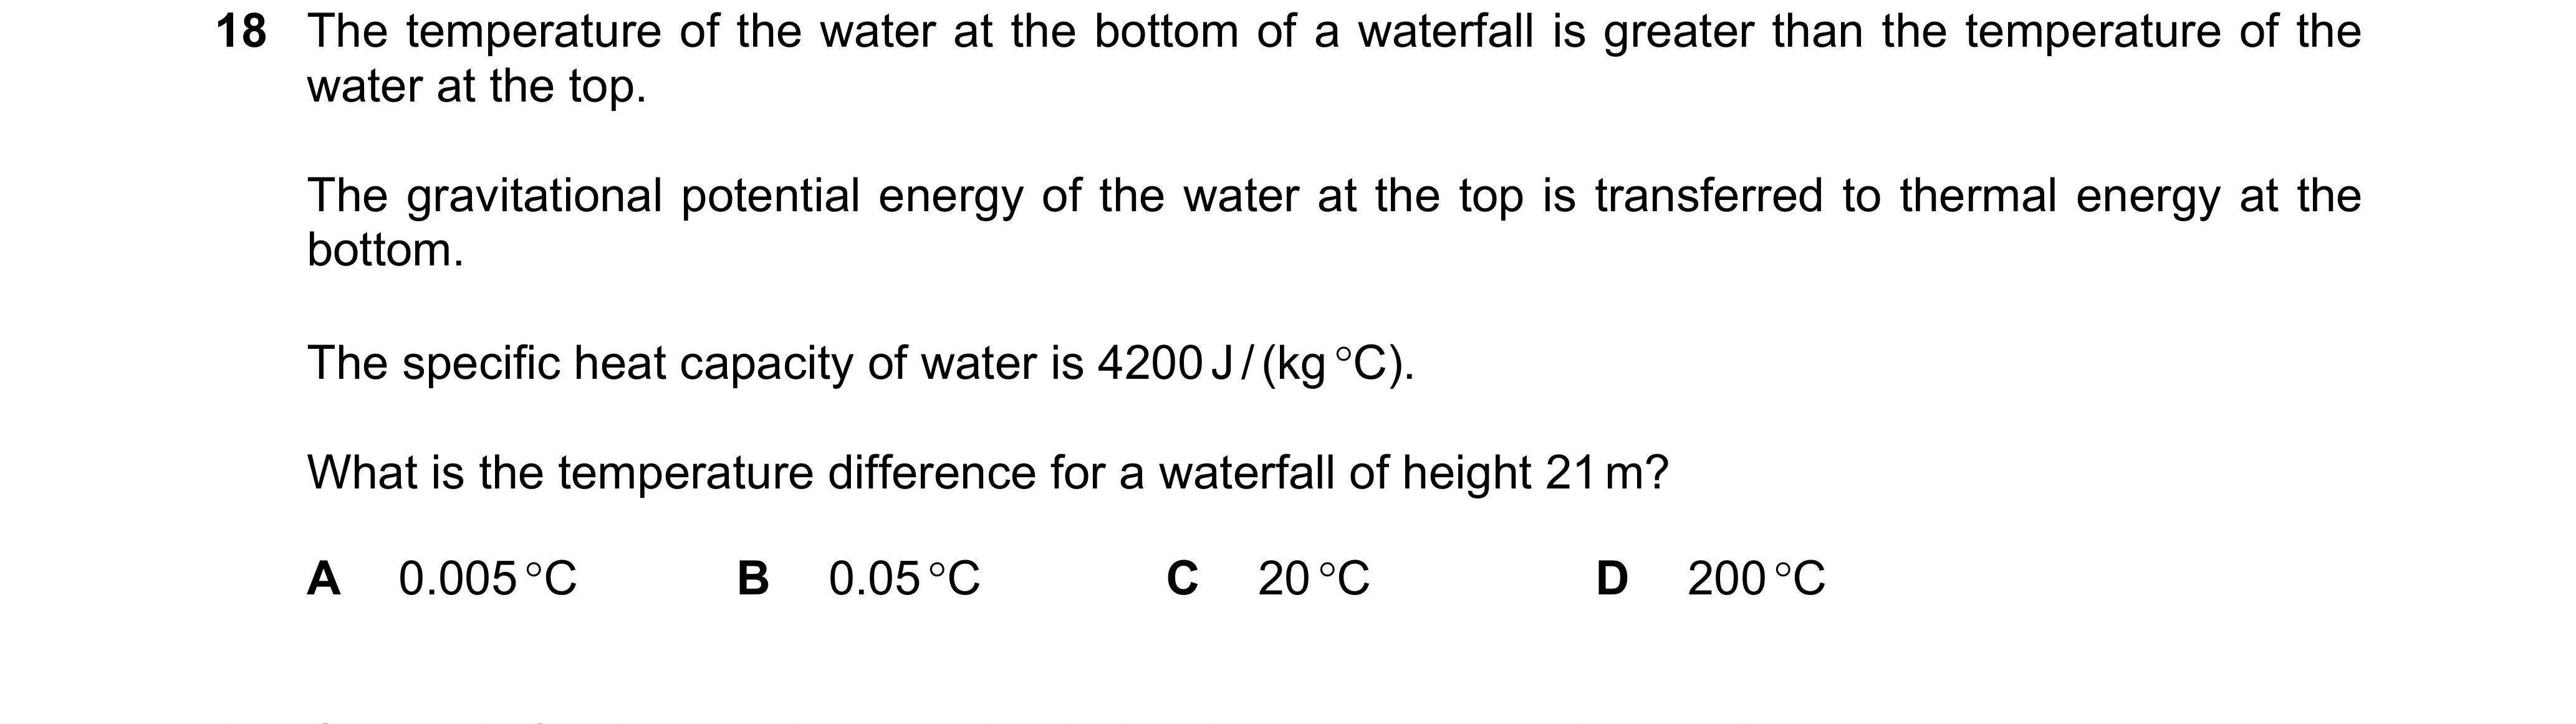 18 The temperature of the water at the bottom of a waterfall is greater than the temperature of the
water at the top.
The gravitational potential energy of the water at the top is transferred to thermal energy at the
bottom.
The specific heat capacity of water is 4200 J / (kg °C).
What is the temperature difference for a waterfall of height 21 m?
A 0.005 °C B 0.05 °C C 20 °C D 200 °C